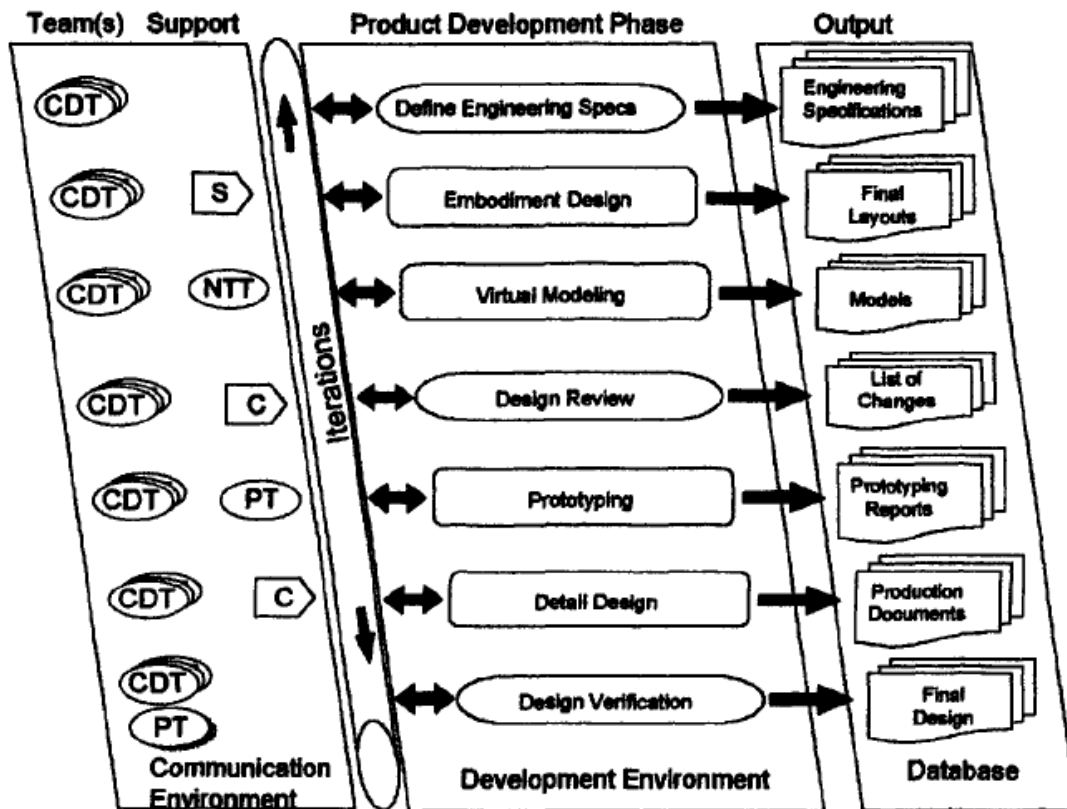 Team(s) Support Product Development Phase Output
CDT Define Engineering Specs Engineering
Specifications
CDT S Embodiment Design Final
Layouts
CDT NTT Virtual Modeling Models
Iterations
CDT C Design Review List of
Changes
CDT PT Prototyping Prototyping
Reports
CDT C Detail Design Production
Documents
CDT
PT
Design Verification Final
Design
Communication
Environment
Development Environment
Database